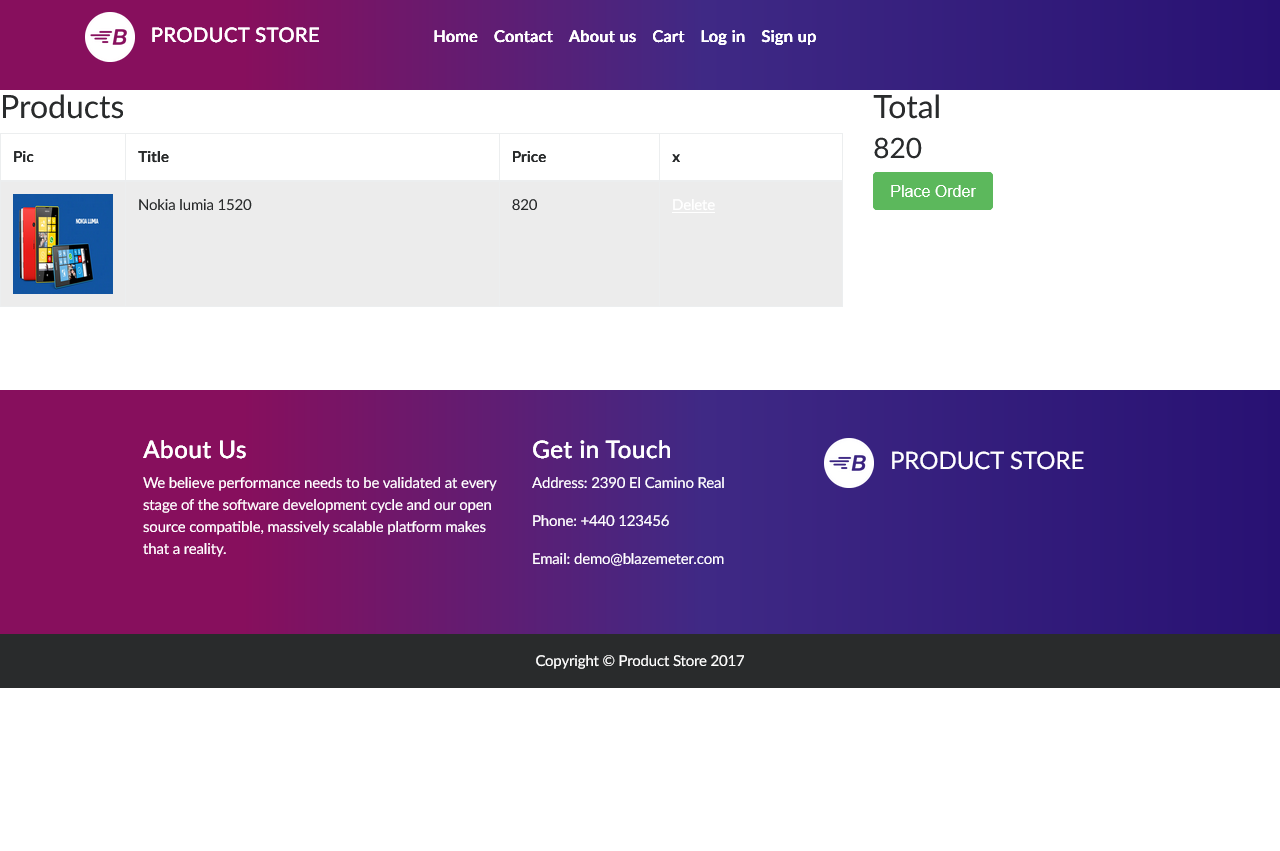 B PRODUCT STORE
Home Contact About us Cart Log in Sign up
Products
Pic Title Price x
NOKIA LUMIA
Nokia lumia 1520 820 Delete
Total
820
Place Order
About Us
We believe performance needs to be validated at every
stage of the software development cycle and our open
source compatible, massively scalable platform makes
that a reality.
Get in Touch
Address: 2390 El Camino Real
Phone: +440 123456
Email: demo@blazemeter.com
B PRODUCT STORE
Copyright © Product Store 2017